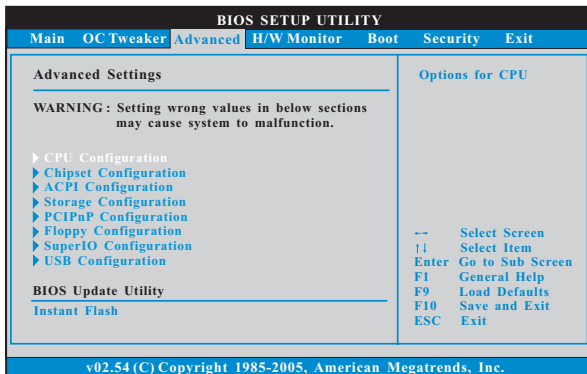 BIOS SETUP UTILITY
Main OC Tweaker Advanced H/W Monitor Boot Security Exit
Advanced Settings
WARNING : Setting wrong values in below sections
may cause system to malfunction.
CPU Configuration
Chipset Configuration
ACPI Configuration
Storage Configuration
PCIPnP Configuration
Floppy Configuration
SuperIO Configuration
USB Configuration
BIOS Update Utility
Instant Flash
Options for CPU
←→ Select Screen
↑↓ Select Item
Enter Go to Sub Screen
F1 General Help
F9 Load Defaults
F10 Save and Exit
ESC Exit
v02.54 (C) Copyright 1985-2005, American Megatrends, Inc.